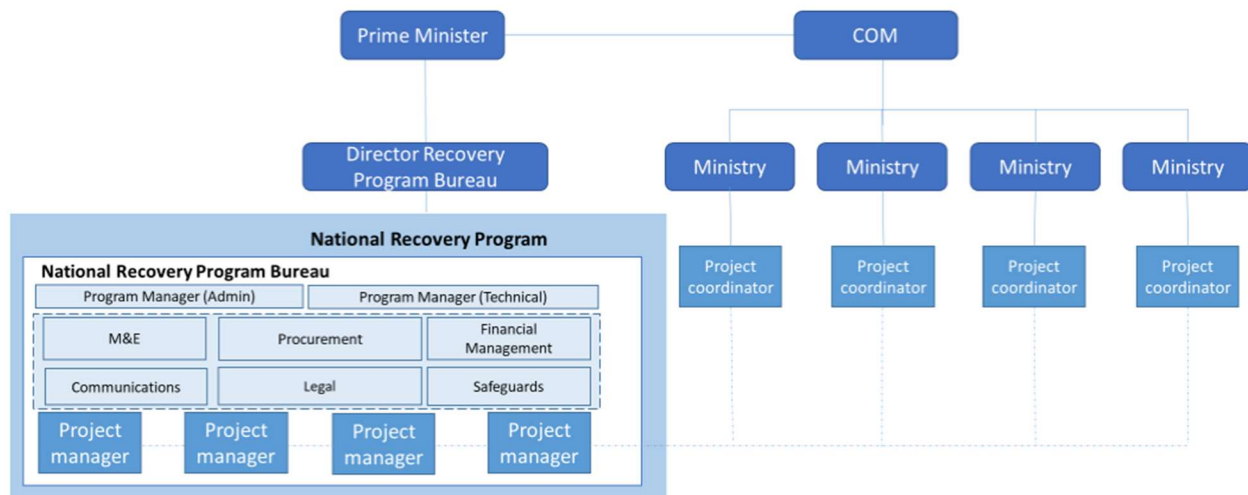 Prime Minister
COM
Director Recovery
Program Bureau
Ministry
Ministry
Ministry
Ministry
National Recovery Program
National Recovery Program Bureau
Program Manager (Admin)
Program Manager (Technical)
M&E
Procurement
Financial
Management
Communications
Legal
Safeguards
Project
manager
Project
manager
Project
manager
Project
manager
Project
coordinator
Project
coordinator
Project
coordinator
Project
coordinator